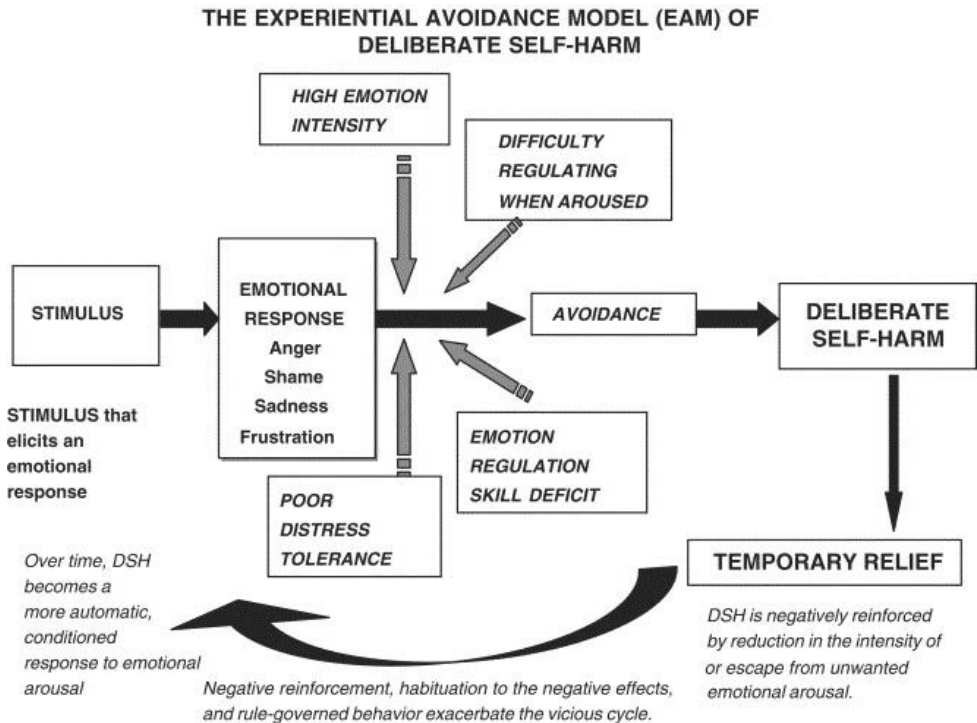 THE EXPERIENTIAL AVOIDANCE MODEL (EAM) OF
DELIBERATE SELF-HARM
HIGH EMOTION
INTENSITY
DIFFICULTY
REGULATING
WHEN AROUSED
STIMULUS
EMOTIONAL
RESPONSE
Anger
Shame
Sadness
Frustration
AVOIDANCE
DELIBERATE
SELF-HARM
STIMULUS that
elicits an
emotional
response
POOR
DISTRESS
TOLERANCE
EMOTION
REGULATION
SKILL DEFICIT
TEMPORARY RELIEF
DSH is negatively reinforced
by reduction in the intensity of
or escape from unwanted
emotional arousal.
Over time, DSH
becomes a
more automatic,
conditioned
response to emotional
arousal
Negative reinforcement, habituation to the negative effects,
and rule-governed behavior exacerbate the vicious cycle.